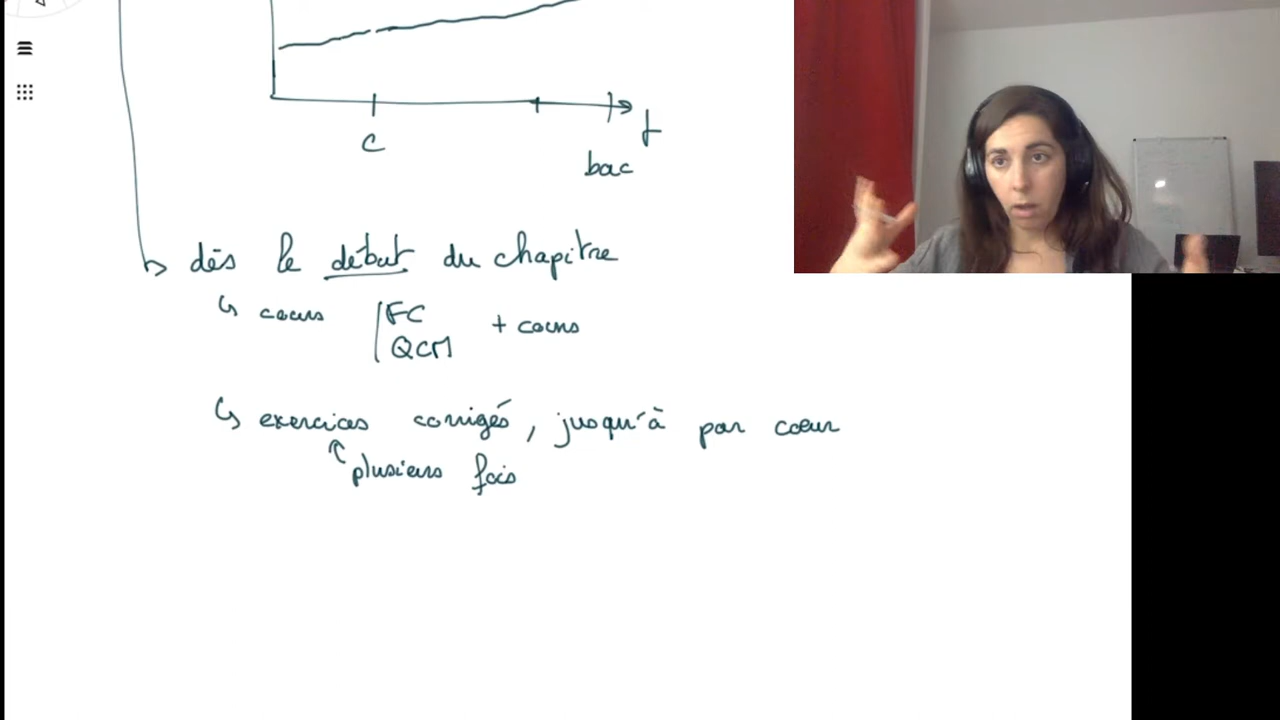 c
t
bac
↳ dès le début du chapitre
↳ cours | FC + cours
QCM
↳ exercices corrigés, jusqu'à par cœur
plusieurs fois